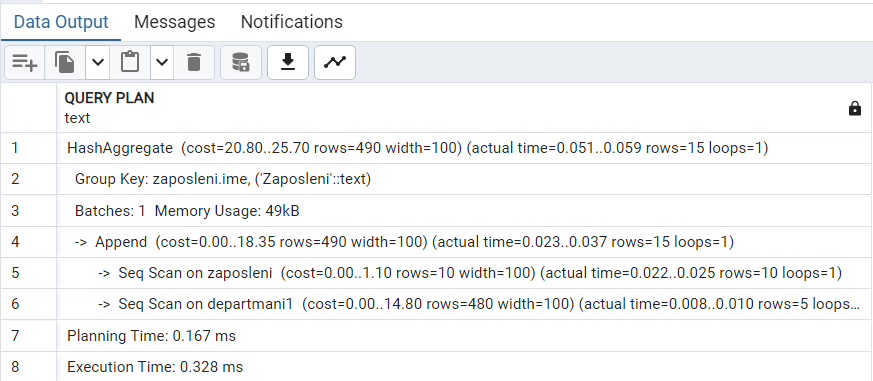 Data Output Messages Notifications
QUERY PLAN
text
1 HashAggregate (cost=20.80..25.70 rows=490 width=100) (actual time=0.051..0.059 rows=15 loops=1)
2 Group Key: zaposleni.ime, ('Zaposleni'::text)
3 Batches: 1 Memory Usage: 49kB
4 -> Append (cost=0.00..18.35 rows=490 width=100) (actual time=0.023..0.037 rows=15 loops=1)
5 -> Seq Scan on zaposleni (cost=0.00..1.10 rows=10 width=100) (actual time=0.022..0.025 rows=10 loops=1)
6 -> Seq Scan on departmani1 (cost=0.00..14.80 rows=480 width=100) (actual time=0.008..0.010 rows=5 loops...
7 Planning Time: 0.167 ms
8 Execution Time: 0.328 ms